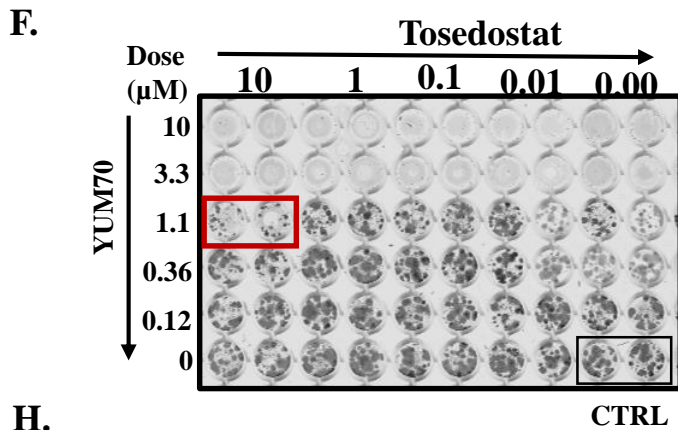 F.
Tosedostat
Dose
(µM)
10 1 0.1 0.01 0.00
YUM70
10
3.3
1.1
0.36
0.12
0
CTRL
H.